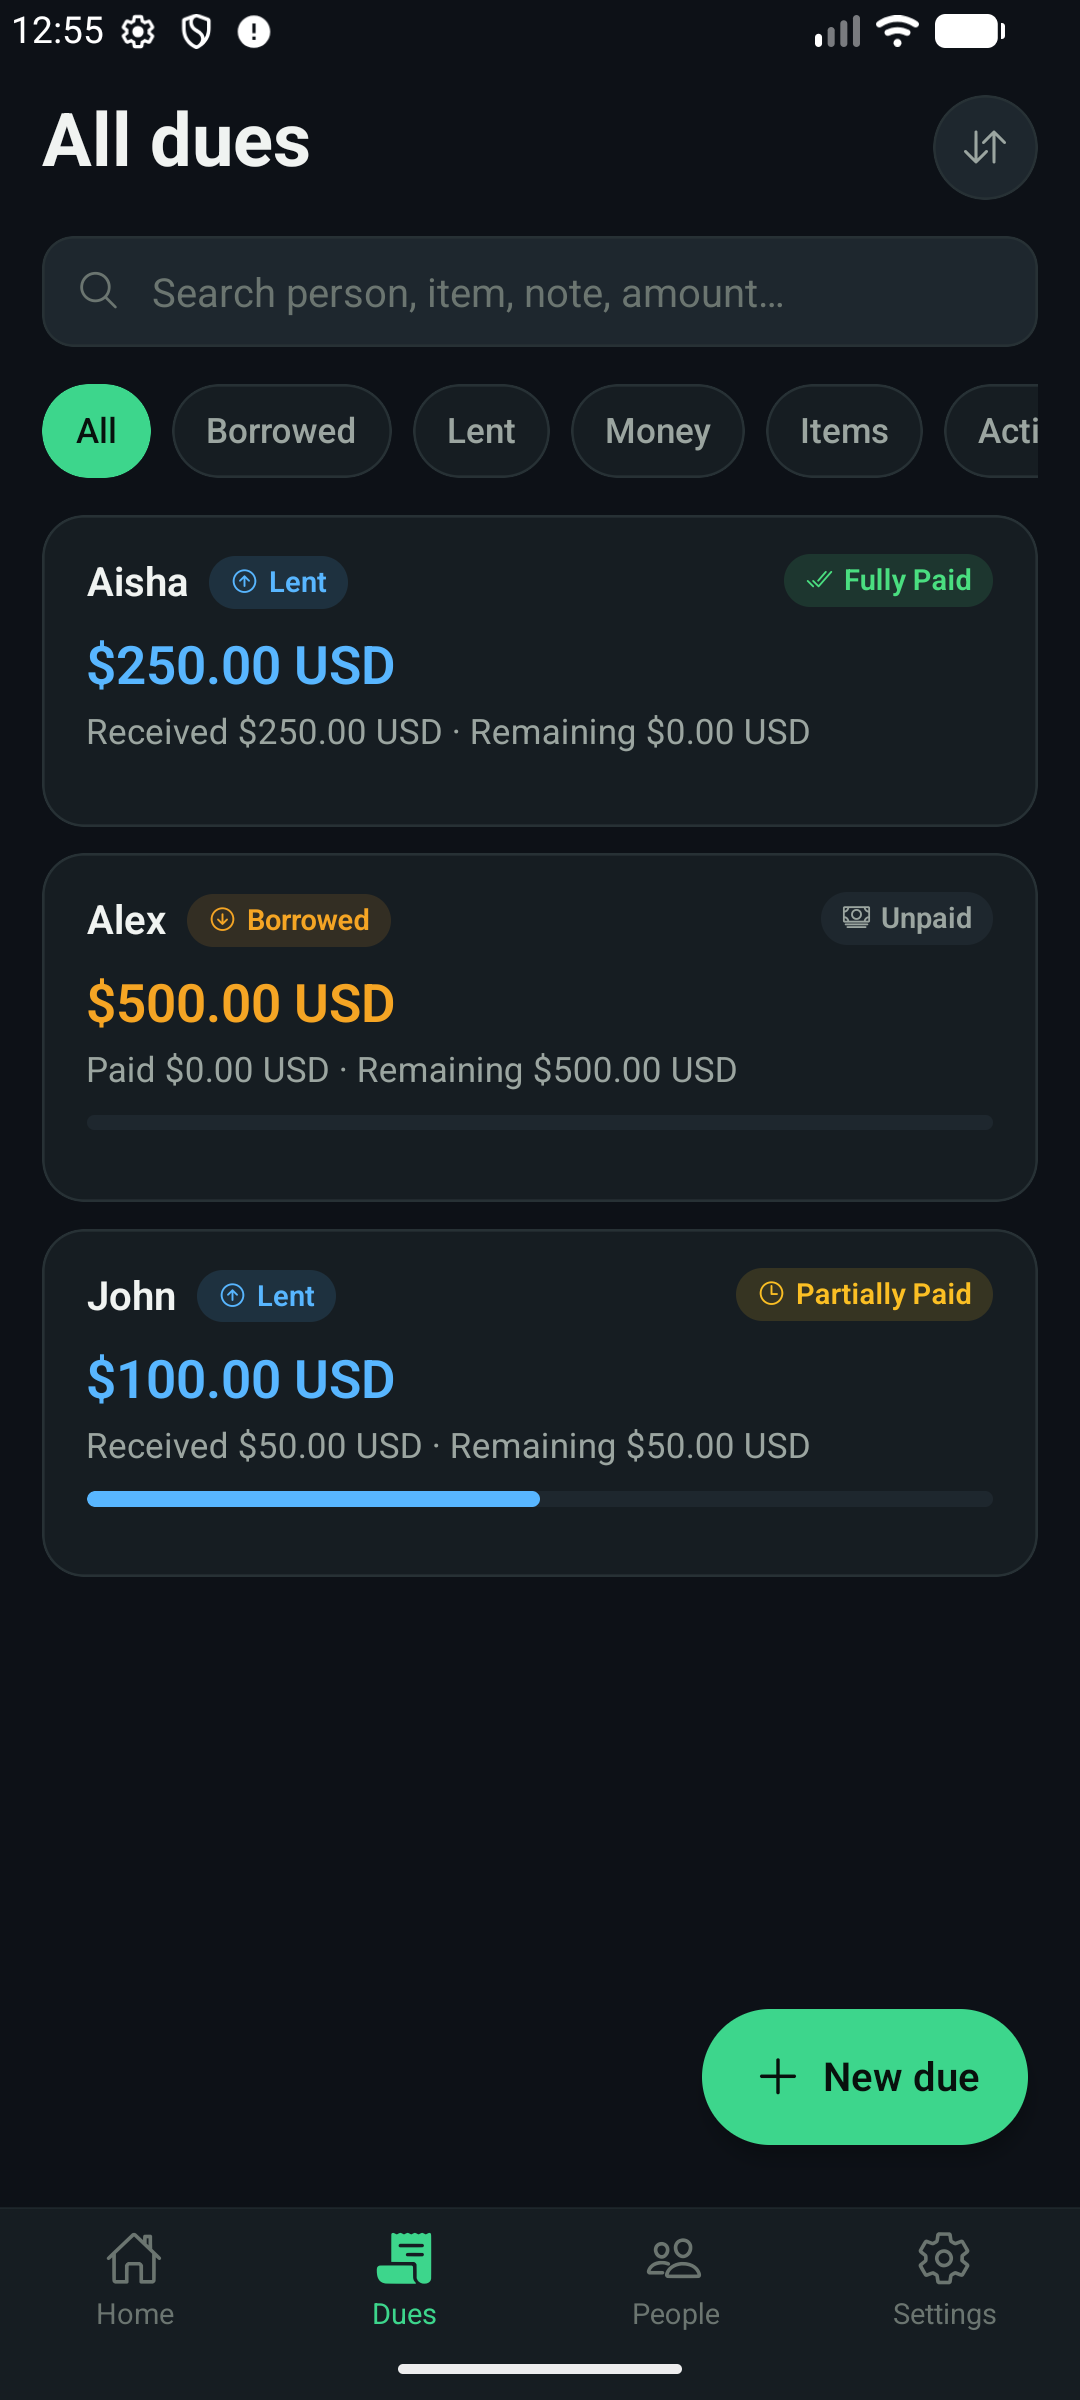 12:55
All dues
Search person, item, note, amount…
All Borrowed Lent Money Items Acti
Aisha Lent Fully Paid
$250.00 USD
Received $250.00 USD · Remaining $0.00 USD
Alex Borrowed Unpaid
$500.00 USD
Paid $0.00 USD · Remaining $500.00 USD
John Lent Partially Paid
$100.00 USD
Received $50.00 USD · Remaining $50.00 USD
New due
Home Dues People Settings